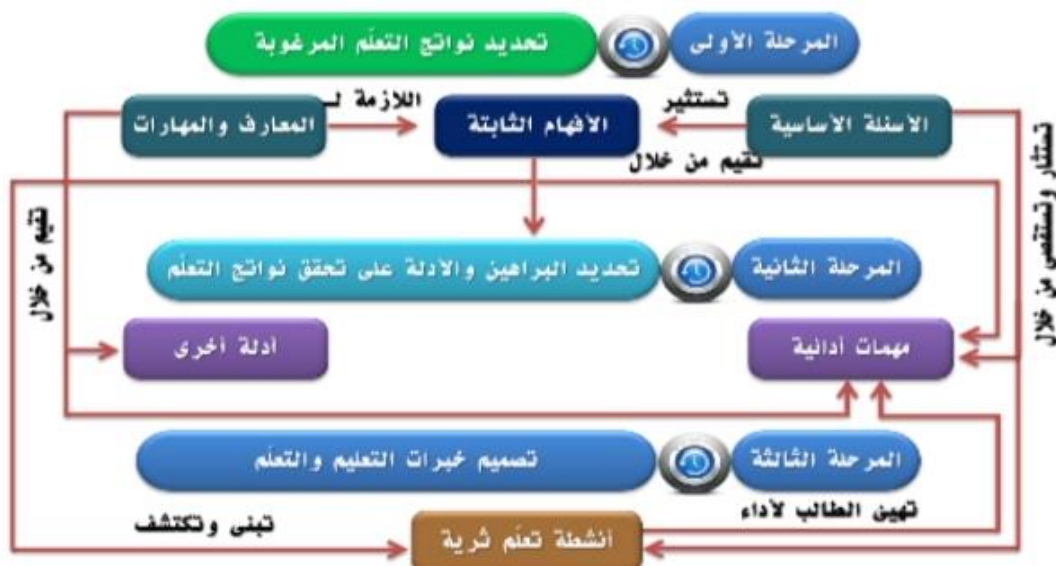 المرحلة الأولى
تحديد نواتج التعلّم المرغوبة
الأسئلة الأساسية
تستثير
الأفهام الثابتة
اللازمة لـ
المعارف والمهارات
تقيم من خلال
تستثار وتستقصى من خلال
تقيم من خلال
المرحلة الثانية
تحديد البراهين والأدلة على تحقق نواتج التعلّم
مهمات أدائية
أدلة أخرى
المرحلة الثالثة
تصميم خبرات التعليم والتعلّم
تهيئ الطالب لأداء
تبنى وتكتشف
أنشطة تعلّم ثرية